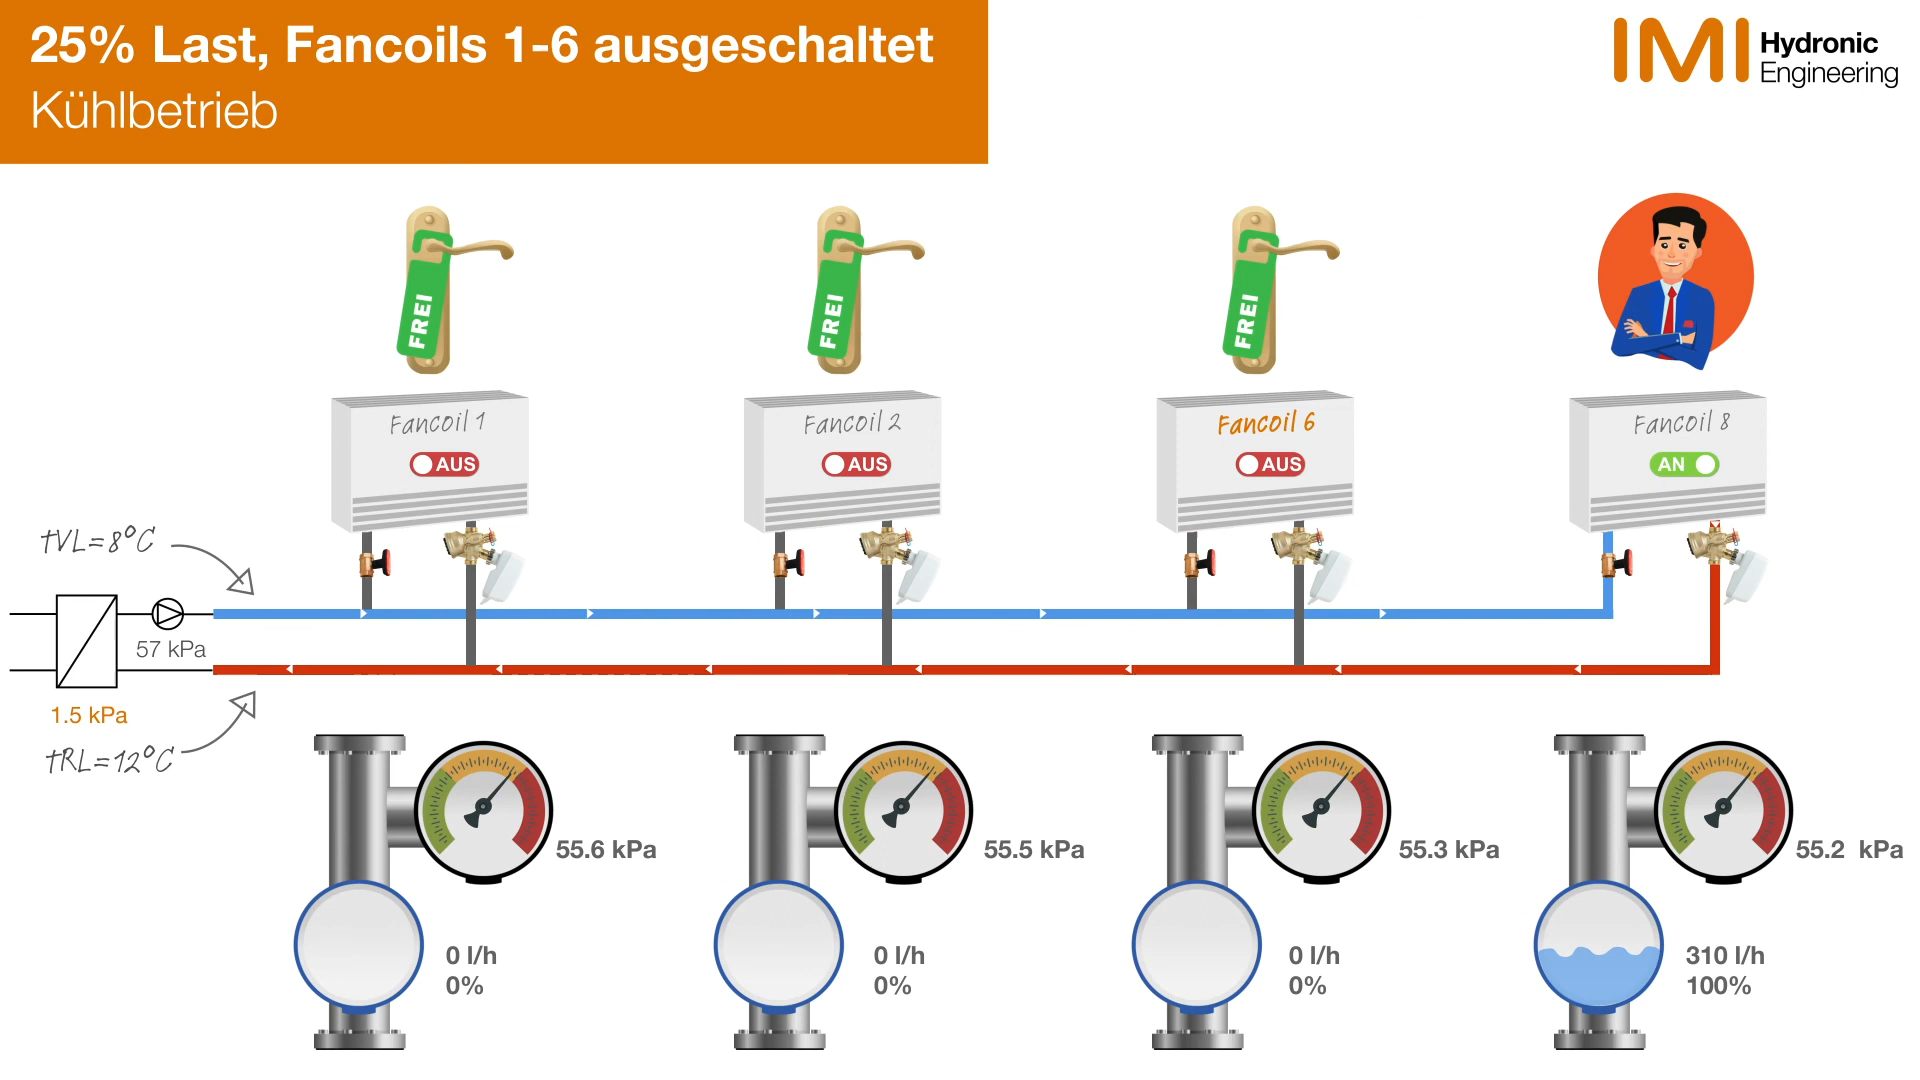 25% Last, Fancoils 1-6 ausgeschaltet
Kühlbetrieb
IMI Hydronic
Engineering
FREI
FREI
FREI
Fancoil 1
Fancoil 2
Fancoil 6
Fancoil 8
AUS
AUS
AUS
AN
tVL=8°C
57 kPa
1.5 kPa
tRL=12°C
55.6 kPa
55.5 kPa
55.3 kPa
55.2 kPa
0 l/h
0%
0 l/h
0%
0 l/h
0%
310 l/h
100%